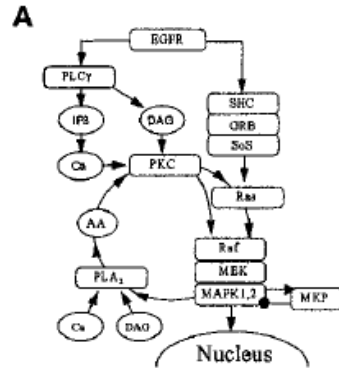 A
EGFR
PLCγ
SHC
GRB
SoS
IP3
DAG
Ca
PKC
Ras
AA
Raf
MEK
MAPK1,2
MKP
PLA₂
Ca
DAG
Nucleus